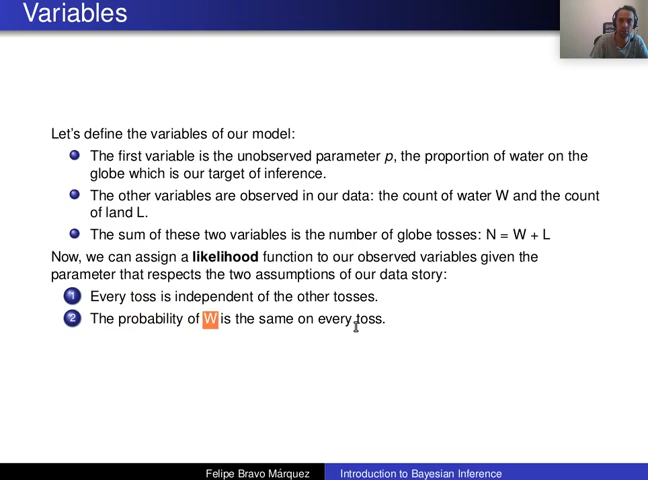 Variables
Let's define the variables of our model:
The first variable is the unobserved parameter p, the proportion of water on the
globe which is our target of inference.
The other variables are observed in our data: the count of water W and the count
of land L.
The sum of these two variables is the number of globe tosses: N = W + L
Now, we can assign a likelihood function to our observed variables given the
parameter that respects the two assumptions of our data story:
1 Every toss is independent of the other tosses.
2 The probability of W is the same on every toss.
Felipe Bravo Márquez Introduction to Bayesian Inference